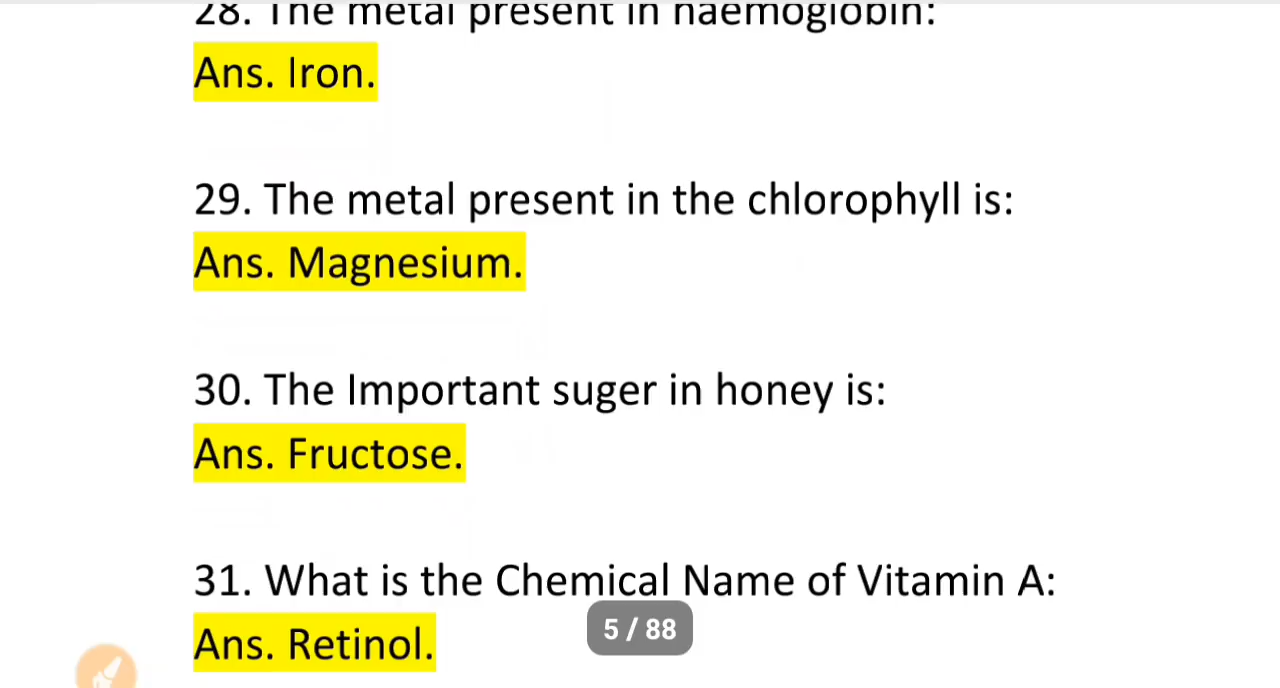 28. The metal present in haemoglobin:
Ans. Iron.
29. The metal present in the chlorophyll is:
Ans. Magnesium.
30. The Important suger in honey is:
Ans. Fructose.
31. What is the Chemical Name of Vitamin A:
5 / 88
Ans. Retinol.